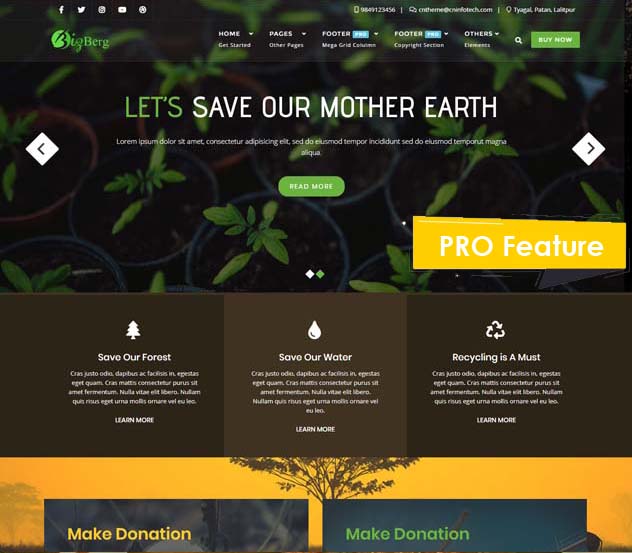 9849123456 | cntheme@cninfotech.com | Tyagal, Patan, Lalitpur
BigBerg
HOME PAGES FOOTER PRO FOOTER PRO OTHERS BUY NOW
Get Started Other Pages Mega Grid Column Copyright Section Elements
LET'S SAVE OUR MOTHER EARTH
Lorem ipsum dolor sit amet, consectetur adipisicing elit, sed do eiusmod tempor incididunt sed do eiusmod temporut magna
aliqua.
READ MORE
PRO Feature
Save Our Forest
Cras justo odio, dapibus ac facilisis in, egestas
eget quam. Cras mattis consectetur purus sit
amet fermentum. Nulla vitae elit libero. Nullam
quis risus eget urna mollis ornare vel eu leo.
LEARN MORE
Save Our Water
Cras justo odio, dapibus ac facilisis in, egestas
eget quam. Cras mattis consectetur purus sit
amet fermentum. Nulla vitae elit libero.
Nullam quis risus eget urna mollis ornare vel
eu leo.
LEARN MORE
Recycling is A Must
Cras justo odio, dapibus ac facilisis in, egestas
eget quam. Cras mattis consectetur purus sit
amet fermentum. Nulla vitae elit libero. Nullam
quis risus eget urna mollis ornare vel eu leo.
LEARN MORE
Make Donation
Make Donation